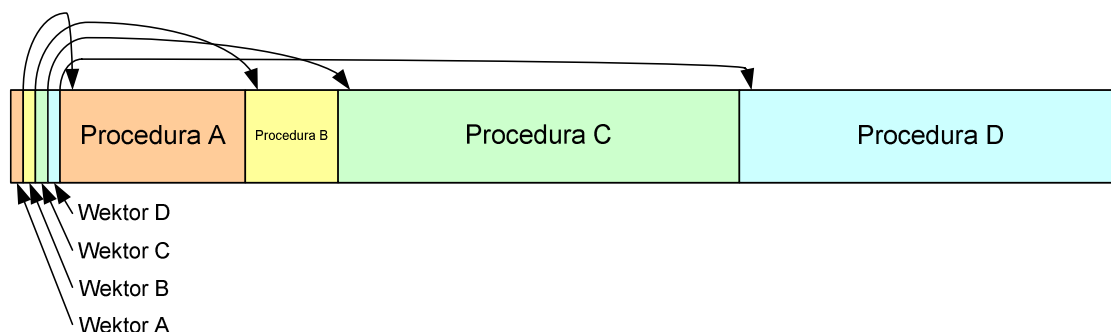 Procedura A
Procedura B
Procedura C
Procedura D
Wektor D
Wektor C
Wektor B
Wektor A